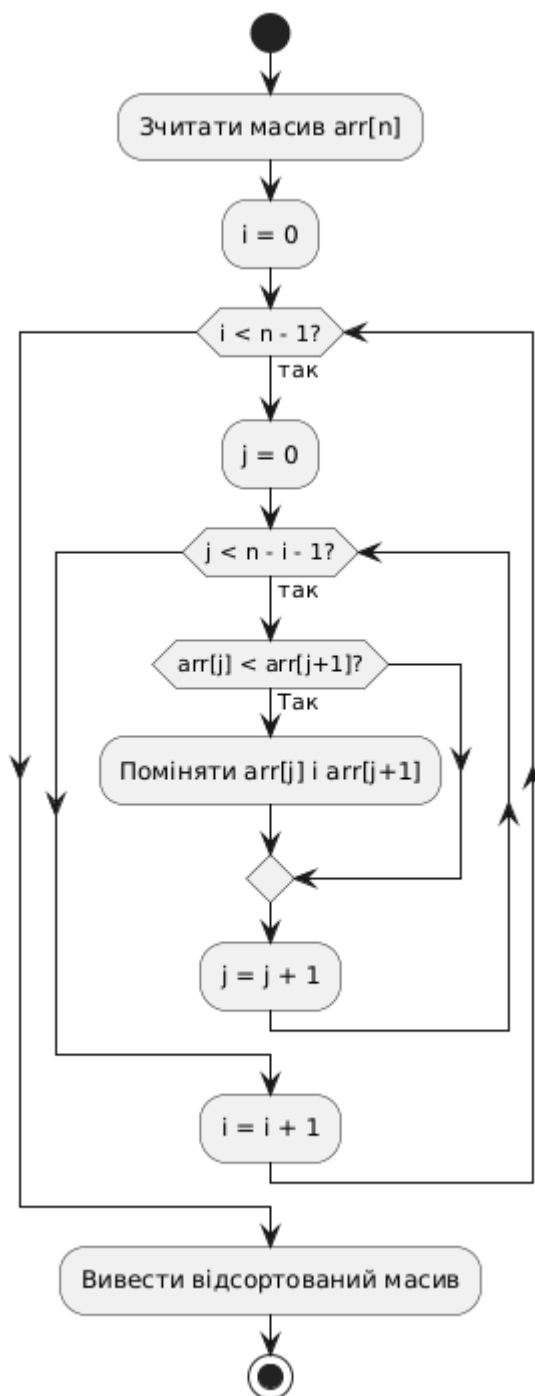 Зчитати масив arr[n]
i = 0
i < n - 1?
так
j = 0
j < n - i - 1?
так
arr[j] < arr[j+1]?
Так
Поміняти arr[j] і arr[j+1]
j = j + 1
i = i + 1
Вивести відсортований масив